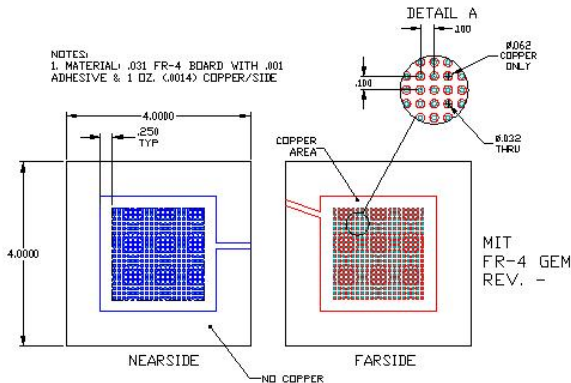 DETAIL A
.100
Ø.062
COPPER
ONLY
.100
Ø.032
THRU
NOTES:
1. MATERIAL: .031 FR-4 BOARD WITH .001
ADHESIVE & 1 OZ. (.0014) COPPER/SIDE
4.0000
.250
TYP
COPPER
AREA
4.0000
MIT
FR-4 GEM
REV. -
NEARSIDE
FARSIDE
NO COPPER